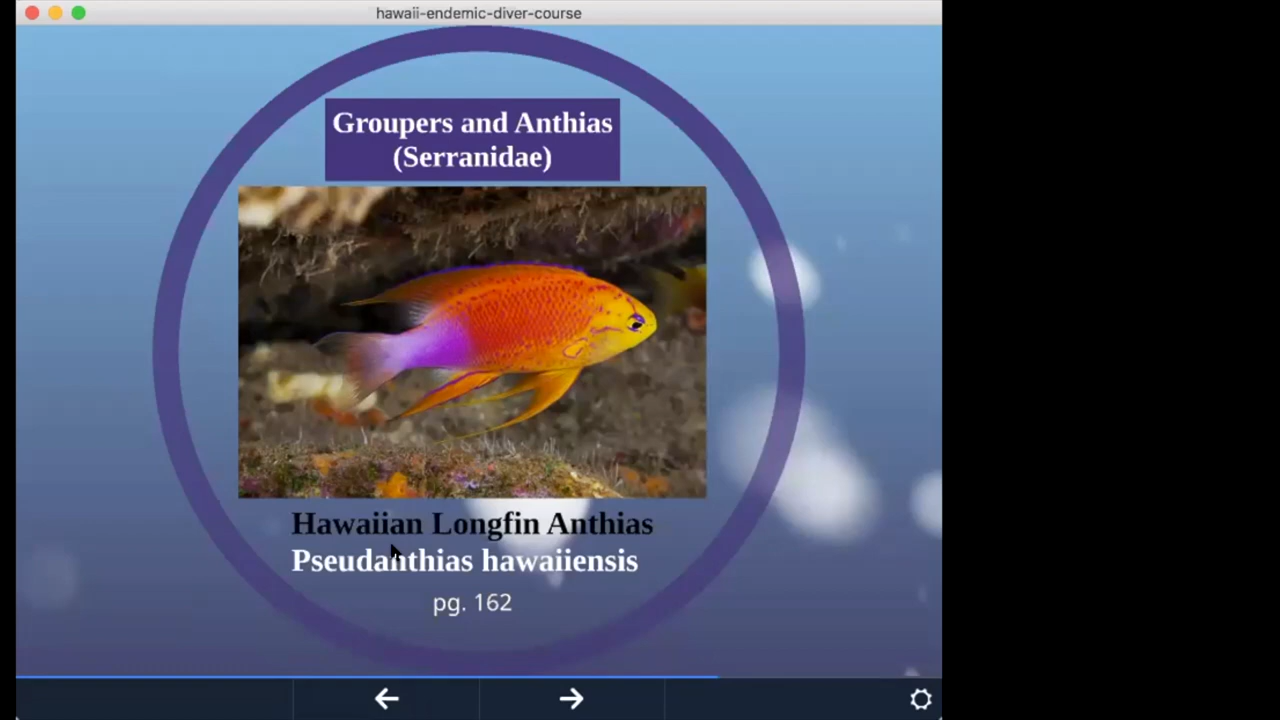 hawaii-endemic-diver-course
Groupers and Anthias
(Serranidae)
Hawaiian Longfin Anthias
Pseudanthias hawaiiensis
pg. 162